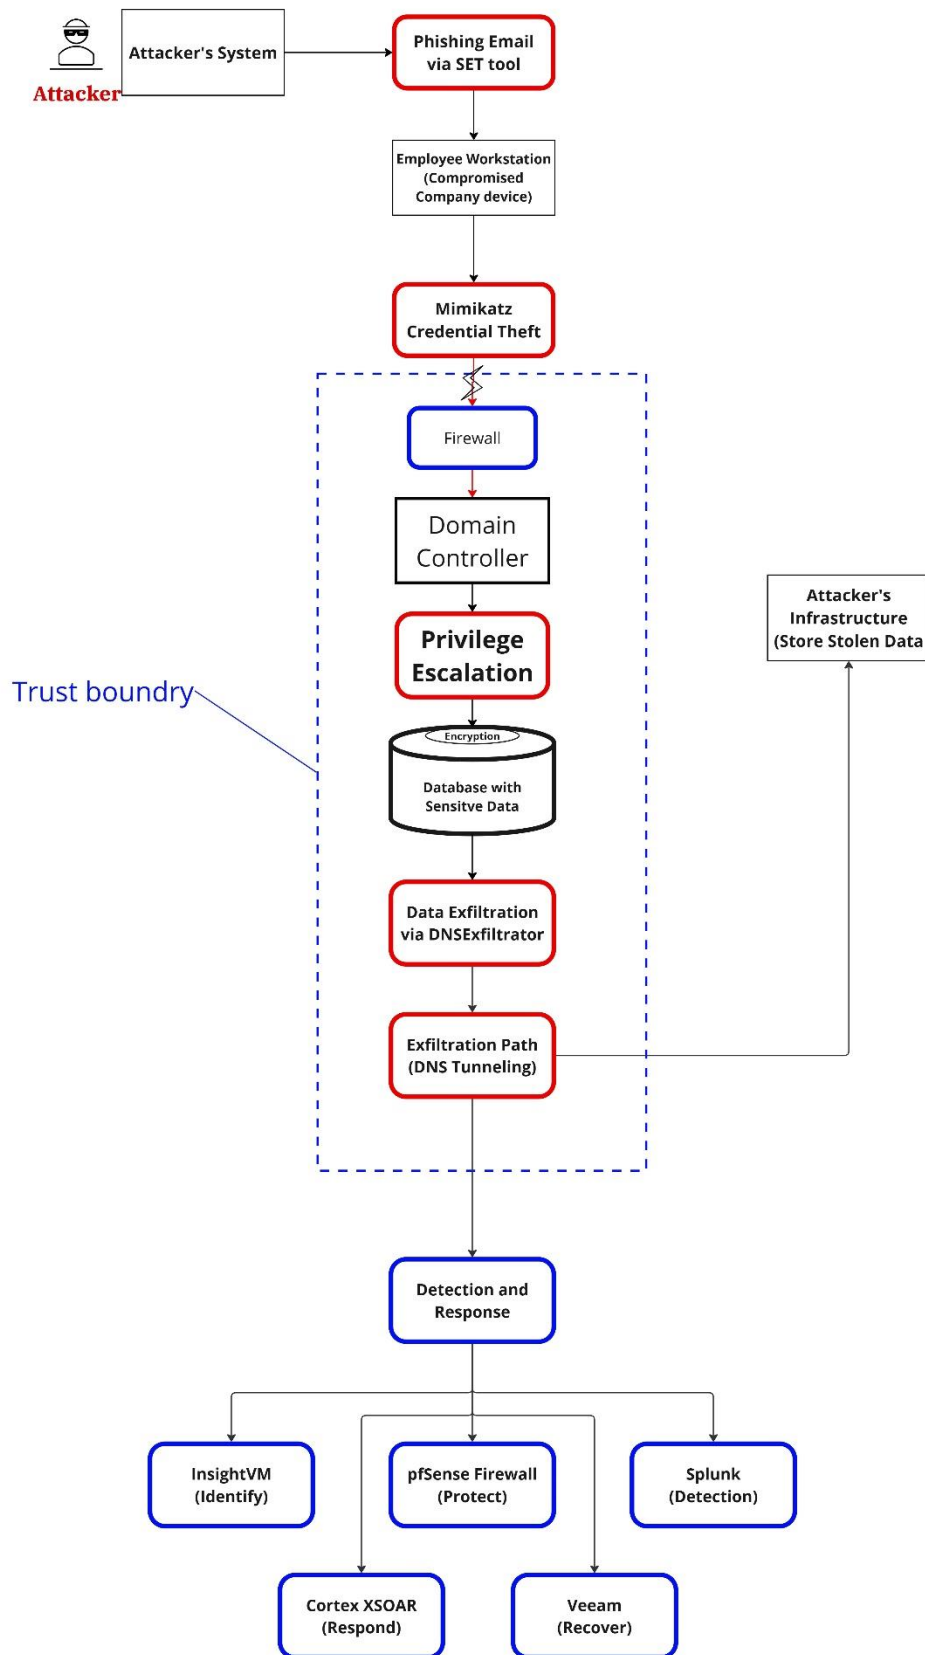 Attacker
Attacker's System
Phishing Email
via SET tool
Employee Workstation
(Compromised
Company device)
Mimikatz
Credential Theft
Firewall
Domain
Controller
Privilege
Escalation
Attacker's
Infrastructure
(Store Stolen Data
Trust boundry
Encryption
Database with
Sensitve Data
Data Exfiltration
via DNSExfiltrator
Exfiltration Path
(DNS Tunneling)
Detection and
Response
InsightVM
(Identify)
pfSense Firewall
(Protect)
Splunk
(Detection)
Cortex XSOAR
(Respond)
Veeam
(Recover)